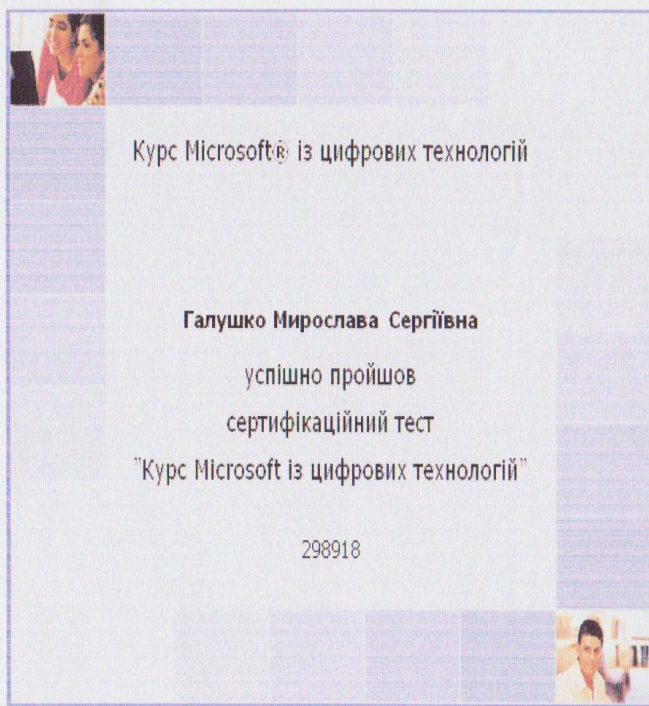 Курс Microsoft® із цифрових технологій
Галушко Мирослава Сергіївна
успішно пройшов
сертифікаційний тест
"Курс Microsoft із цифрових технологій"
298918